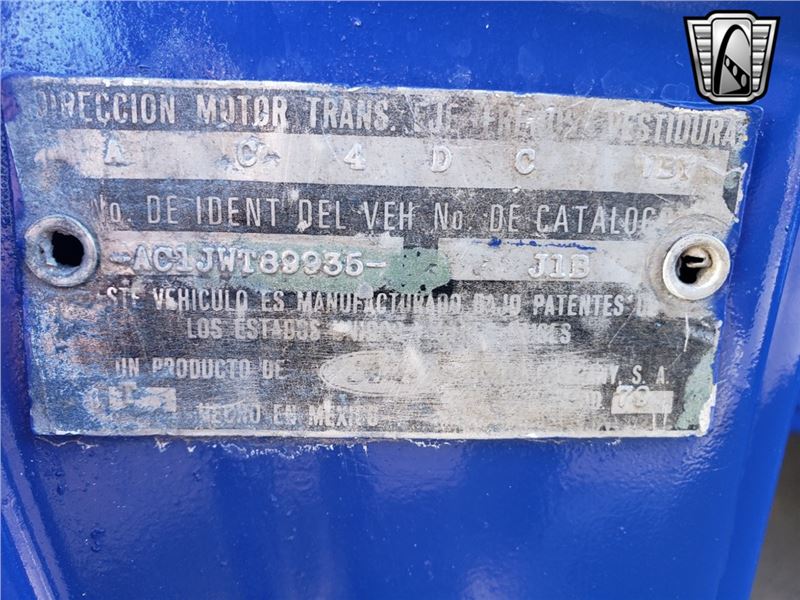 DIRECCION MOTOR TRANS. EJE VESTIDURA
A C 4 D C
No. DE IDENT DEL VEH No. DE CATALOGO
-AC1JWT89935- J1B
ESTE VEHICULO ES MANUFACTURADO BAJO PATENTES DE
LOS ESTADOS
UN PRODUCTO DE S.A.
HECHO EN MEXICO 79